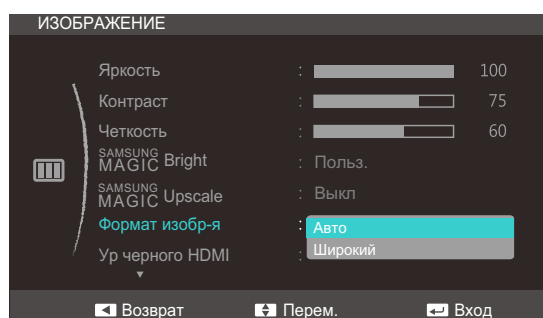 ИЗОБРАЖЕНИЕ
Яркость : 100
Контраст : 75
Четкость : 60
SAMSUNG MAGIC Bright : Польз.
SAMSUNG MAGIC Upscale : Выкл
Формат изобр-я : Авто
Широкий
Ур черного HDMI :
Возврат Перем. Вход